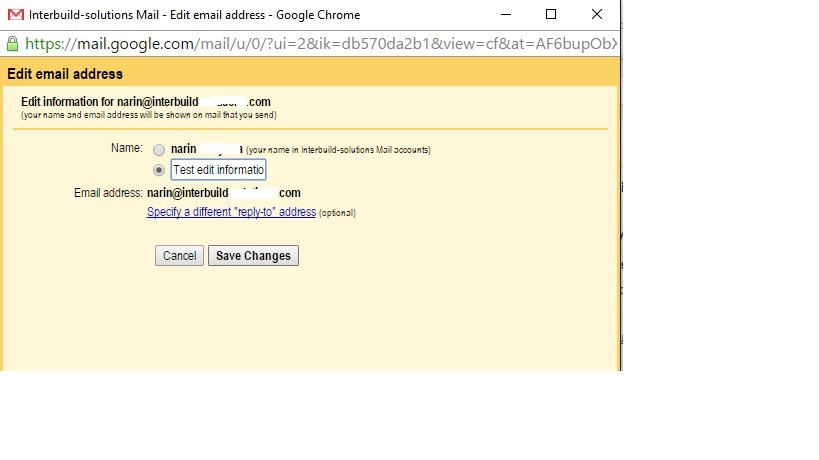 Interbuild-solutions Mail - Edit email address - Google Chrome
https://mail.google.com/mail/u/0/?ui=2&ik=db570da2b1&view=cf&at=AF6bupOb
Edit email address
Edit information for narin@interbuild .com
(your name and email address will be shown on mail that you send)
Name: narin (your name in Interbuild-solutions Mail accounts)
Test edit informatio
Email address: narin@interbuild .com
Specify a different "reply-to" address (optional)
Cancel Save Changes